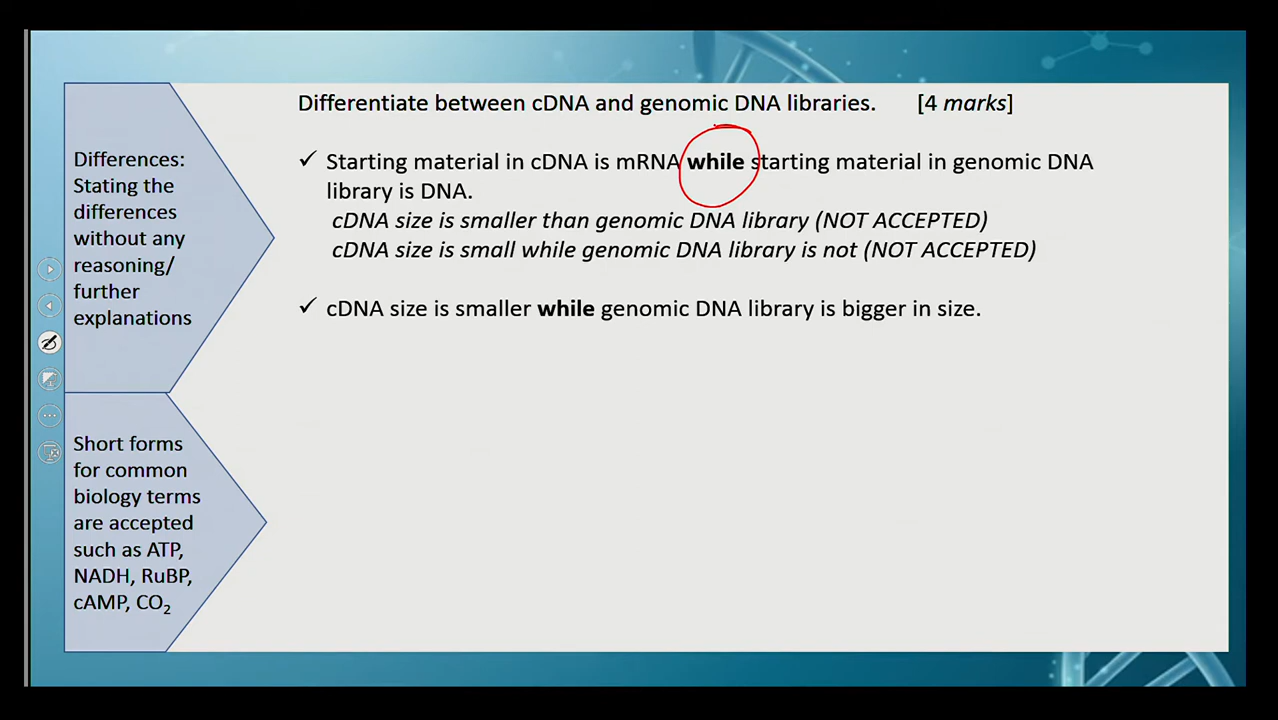 Differentiate between cDNA and genomic DNA libraries. [4 marks]
Differences:
Stating the
differences
without any
reasoning/
further
explanations
✓ Starting material in cDNA is mRNA while starting material in genomic DNA
library is DNA.
cDNA size is smaller than genomic DNA library (NOT ACCEPTED)
cDNA size is small while genomic DNA library is not (NOT ACCEPTED)
✓ cDNA size is smaller while genomic DNA library is bigger in size.
Short forms
for common
biology terms
are accepted
such as ATP,
NADH, RuBP,
cAMP, CO₂